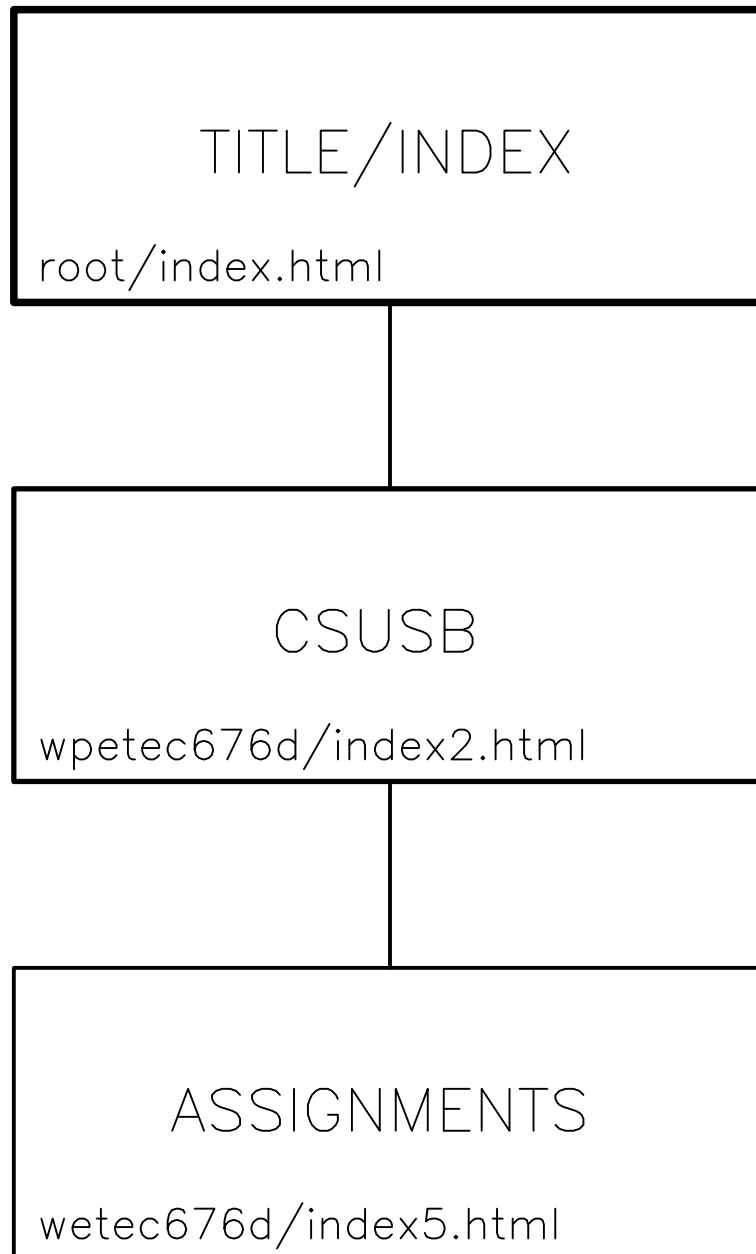 TITLE/INDEX
root/index.html
CSUSB
wpetec676d/index2.html
ASSIGNMENTS
wetec676d/index5.html